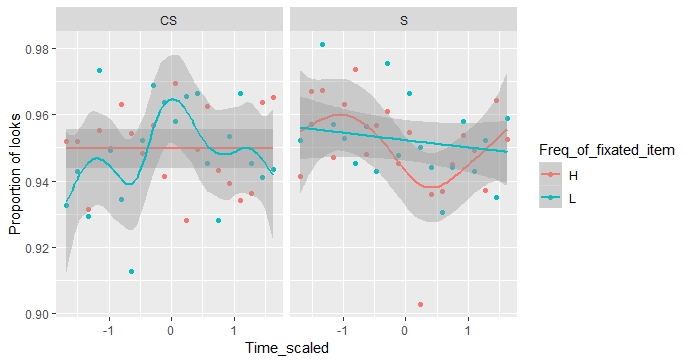 CS S
0.98
0.96
0.94
0.92
0.90
Proportion of looks
-1 0 1 -1 0 1
Time_scaled
Freq_of_fixated_item
H
L